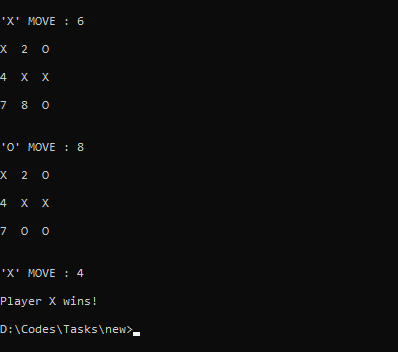 'X' MOVE : 6
X  2  O
4  X  X
7  8  O
'O' MOVE : 8
X  2  O
4  X  X
7  O  O
'X' MOVE : 4
Player X wins!
D:\Codes\Tasks\new>